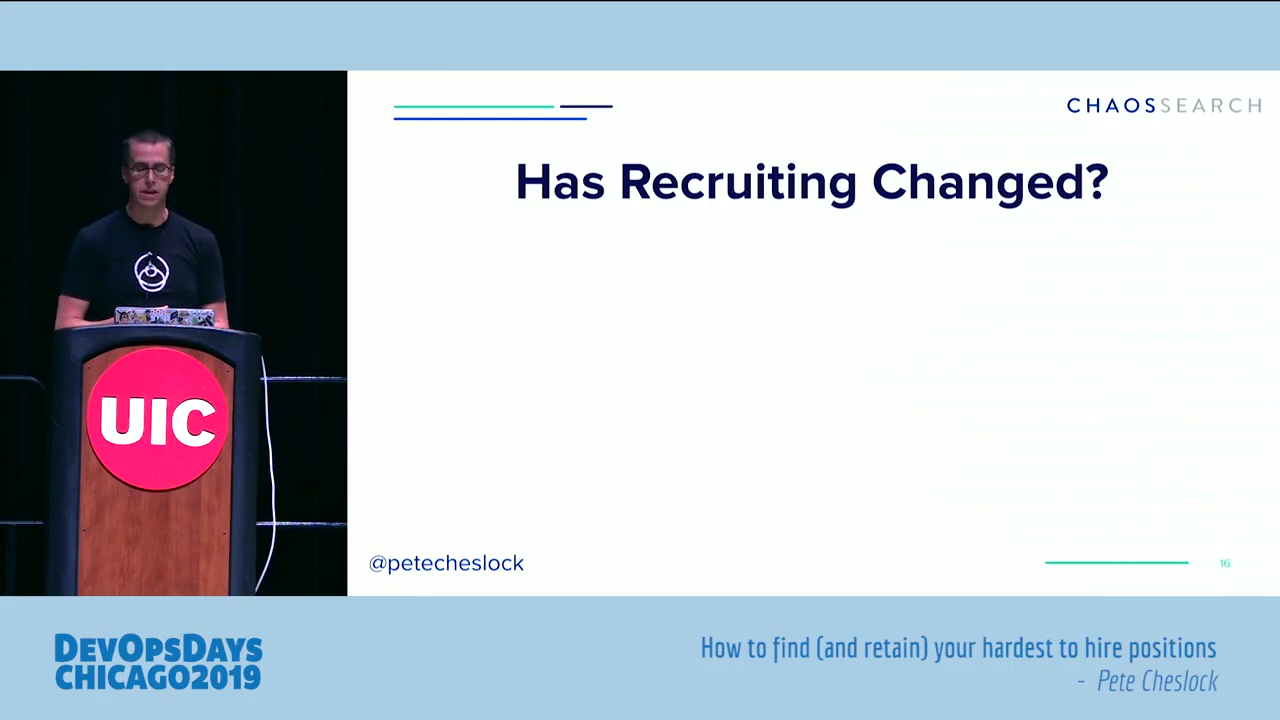 CHAOSSEARCH
Has Recruiting Changed?
UIC
@petecheslock
16
DEVOPSDAYS
CHICAGO2019
How to find (and retain) your hardest to hire positions
- Pete Cheslock